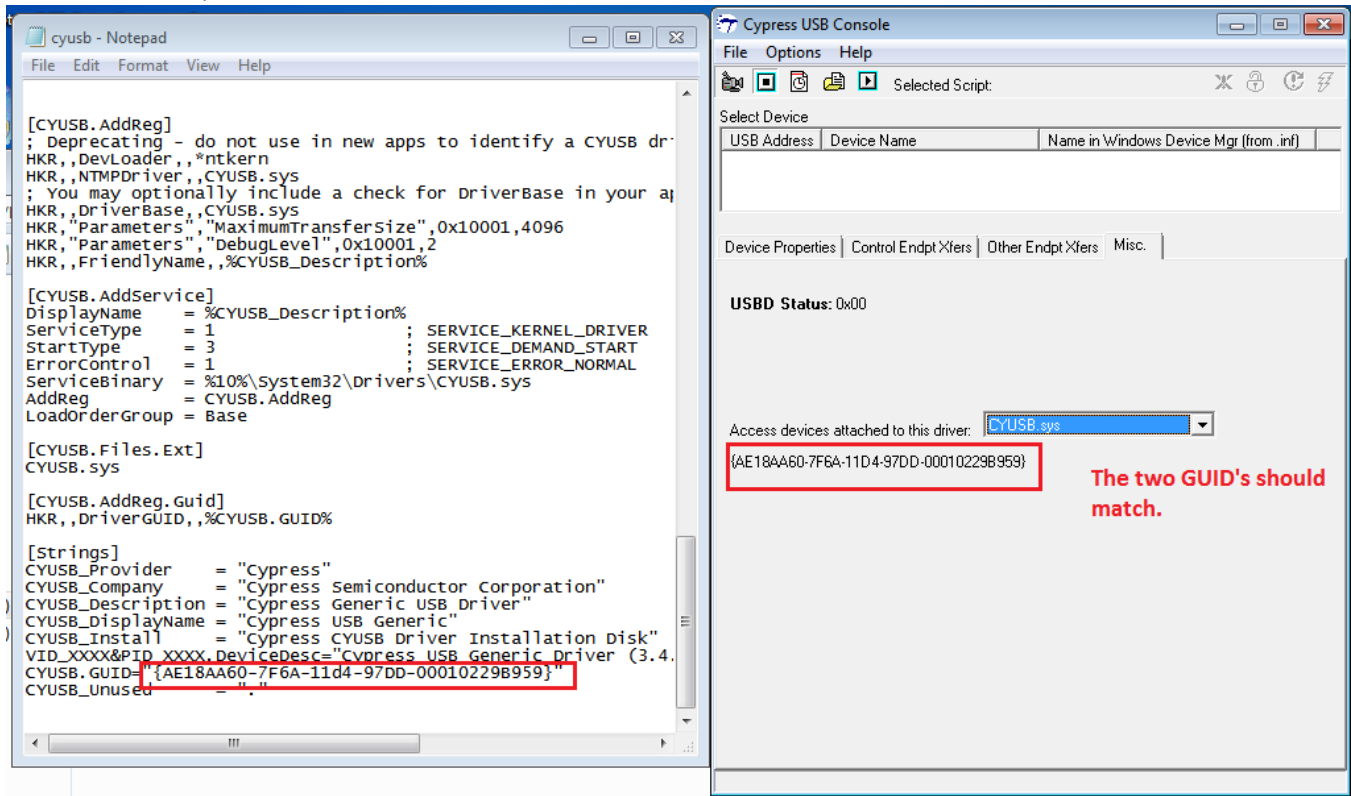 cyusb - Notepad
File Edit Format View Help
[CYUSB.AddReg]
; Deprecating - do not use in new apps to identify a CYUSB dr
HKR,,DevLoader,,*ntkern
HKR,,NTMPDriver,,CYUSB.sys
; You may optionally include a check for DriverBase in your a
HKR,,DriverBase,,CYUSB.sys
HKR,"Parameters","MaximumTransferSize",0x10001,4096
HKR,"Parameters","DebugLevel",0x10001,2
HKR,,FriendlyName,,%CYUSB_Description%
[CYUSB.AddService]
DisplayName = %CYUSB_Description%
ServiceType = 1 ; SERVICE_KERNEL_DRIVER
StartType = 3 ; SERVICE_DEMAND_START
ErrorControl = 1 ; SERVICE_ERROR_NORMAL
ServiceBinary = %10%\System32\Drivers\CYUSB.sys
AddReg = CYUSB.AddReg
LoadOrderGroup = Base
[CYUSB.Files.Ext]
CYUSB.sys
[CYUSB.AddReg.Guid]
HKR,,DriverGUID,,%CYUSB.GUID%
[Strings]
CYUSB_Provider = "Cypress"
CYUSB_Company = "Cypress Semiconductor Corporation"
CYUSB_Description = "Cypress Generic USB Driver"
CYUSB_DisplayName = "Cypress USB Generic"
CYUSB_Install = "Cypress CYUSB Driver Installation Disk"
VID_XXXX&PID_XXXX.DeviceDesc="Cypress USB Generic Driver (3.4.
CYUSB.GUID="{AE18AA60-7F6A-11d4-97DD-00010229B959}"
CYUSB_Unused = "."
Cypress USB Console
File Options Help
Selected Script:
Select Device
USB Address Device Name Name in Windows Device Mgr (from .inf)
Device Properties Control Endpt Xfers Other Endpt Xfers Misc.
USBD Status: 0x00
Access devices attached to this driver: CYUSB.sys
{AE18AA60-7F6A-11D4-97DD-00010229B959}
The two GUID's should
match.